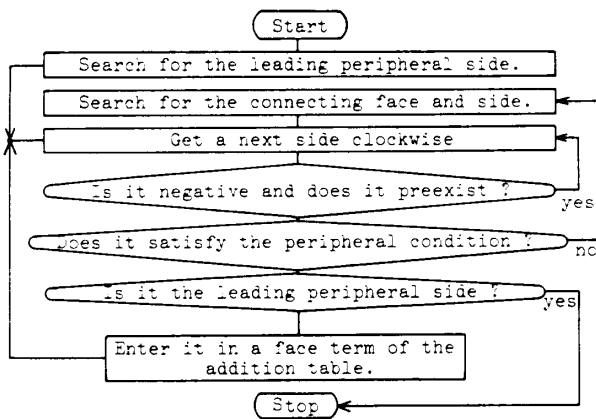 Start
Search for the leading peripheral side.
Search for the connecting face and side.
Get a next side clockwise
Is it negative and does it preexist ?
yes
Does it satisfy the peripheral condition ?
no
Is it the leading peripheral side ?
yes
Enter it in a face term of the
addition table.
Stop